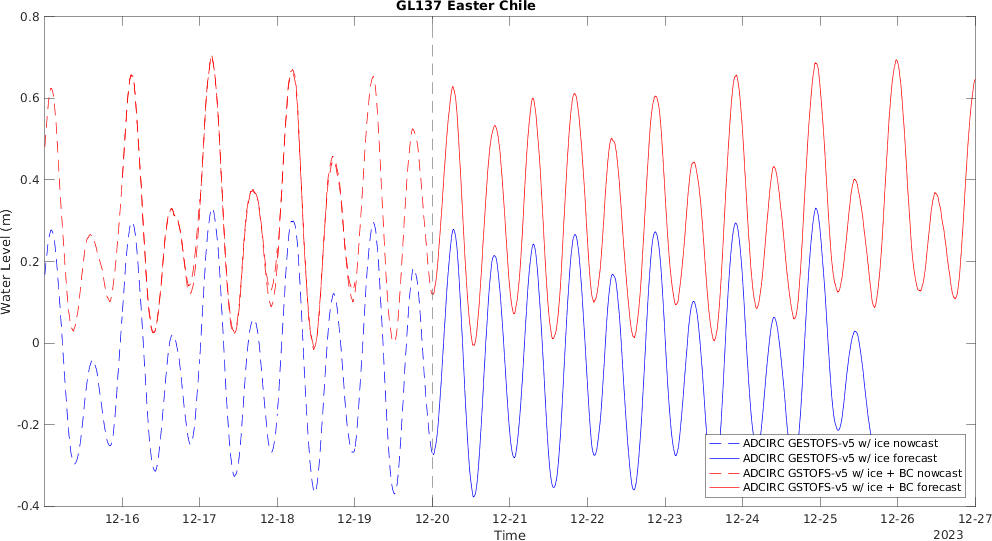 GL137 Easter Chile
0.8
0.6
0.4
0.2
0
-0.2
-0.4
Water Level (m)
ADCIRC GESTOFS-v5 w/ ice nowcast
ADCIRC GESTOFS-v5 w/ ice forecast
ADCIRC GSTOFS-v5 w/ ice + BC nowcast
ADCIRC GSTOFS-v5 w/ ice + BC forecast
12-16 12-17 12-18 12-19 12-20 12-21 12-22 12-23 12-24 12-25 12-26 12-27
Time
2023